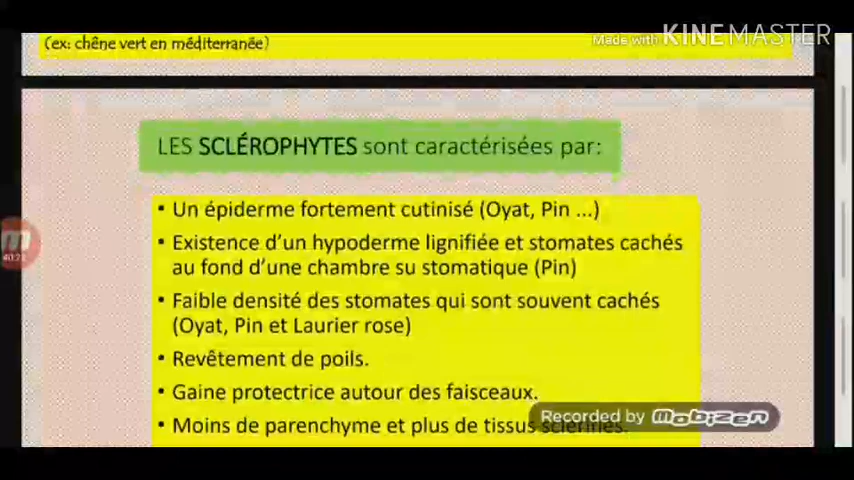 (ex: chêne vert en méditerranée)
Made with KINEMASTER
LES SCLÉROPHYTES sont caractérisées par:
• Un épiderme fortement cutinisé (Oyat, Pin ...)
• Existence d'un hypoderme lignifiée et stomates cachés
au fond d'une chambre su stomatique (Pin)
• Faible densité des stomates qui sont souvent cachés
(Oyat, Pin et Laurier rose)
• Revêtement de poils.
• Gaine protectrice autour des faisceaux.
• Moins de parenchyme et plus de tissus sclérifiés.
Recorded by mobizen